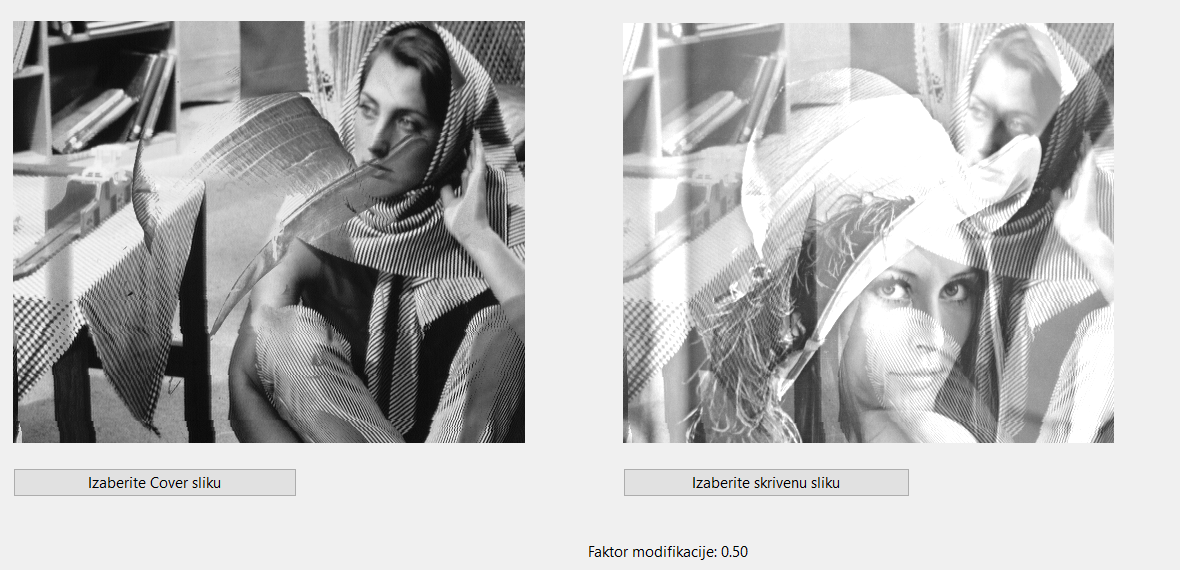 Izaberite Cover sliku
Izaberite skrivenu sliku
Faktor modifikacije: 0.50